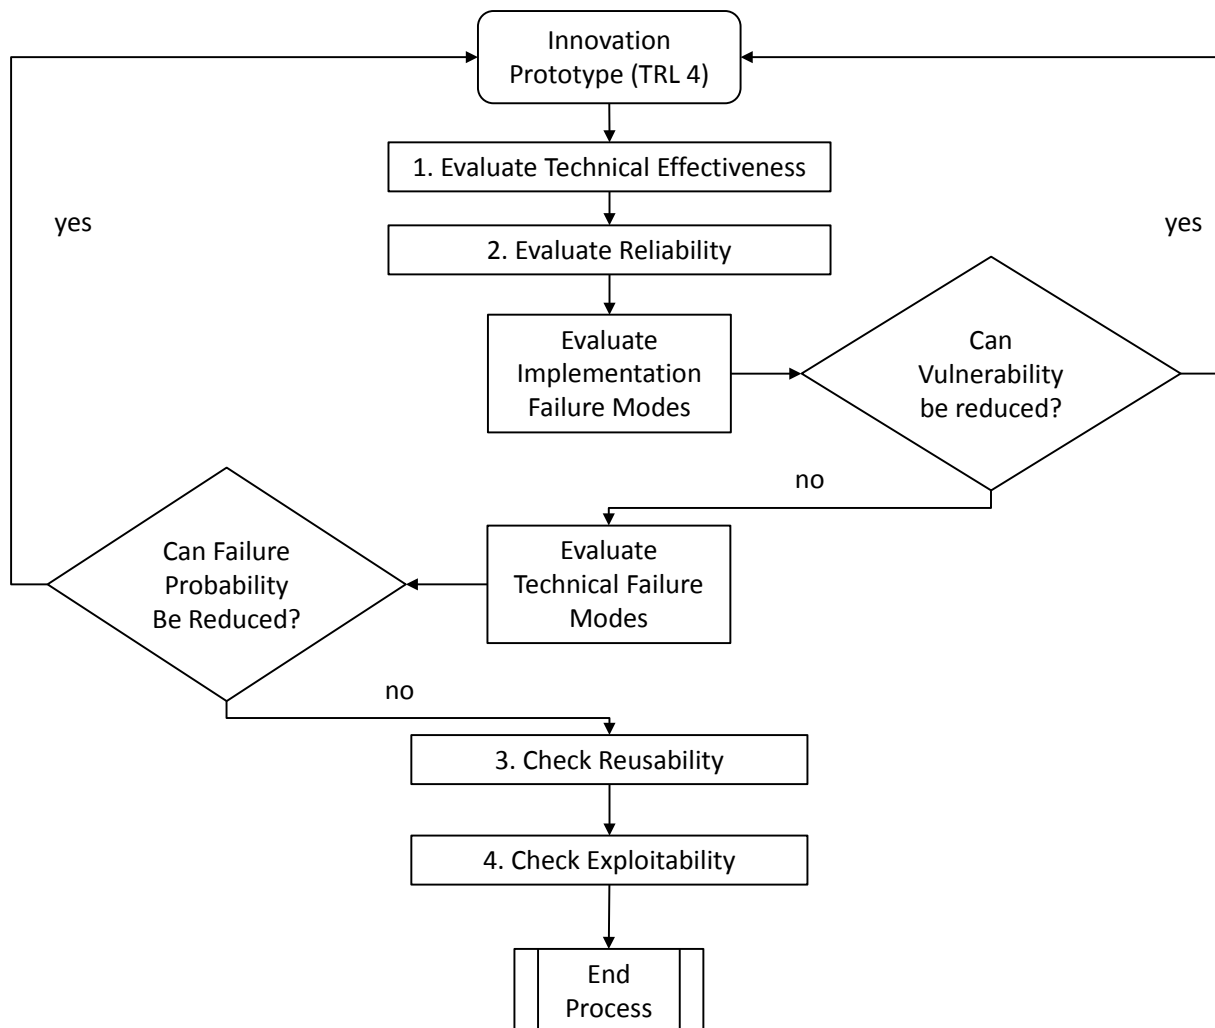 Innovation
Prototype (TRL 4)
1. Evaluate Technical Effectiveness
yes
yes
2. Evaluate Reliability
Evaluate
Implementation
Failure Modes
Can
Vulnerability
be reduced?
no
Evaluate
Technical Failure
Modes
Can Failure
Probability
Be Reduced?
no
3. Check Reusability
4. Check Exploitability
End
Process